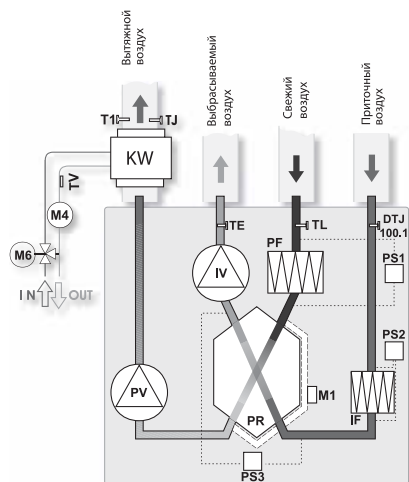 Вытяжной воздух
Выбрасываемый воздух
Свежий воздух
Приточный воздух
T1
TJ
KW
TV
M4
M6
IN
OUT
TE
TL
DTJ
100.1
PF
PS1
IV
PS2
PV
M1
PR
IF
PS3